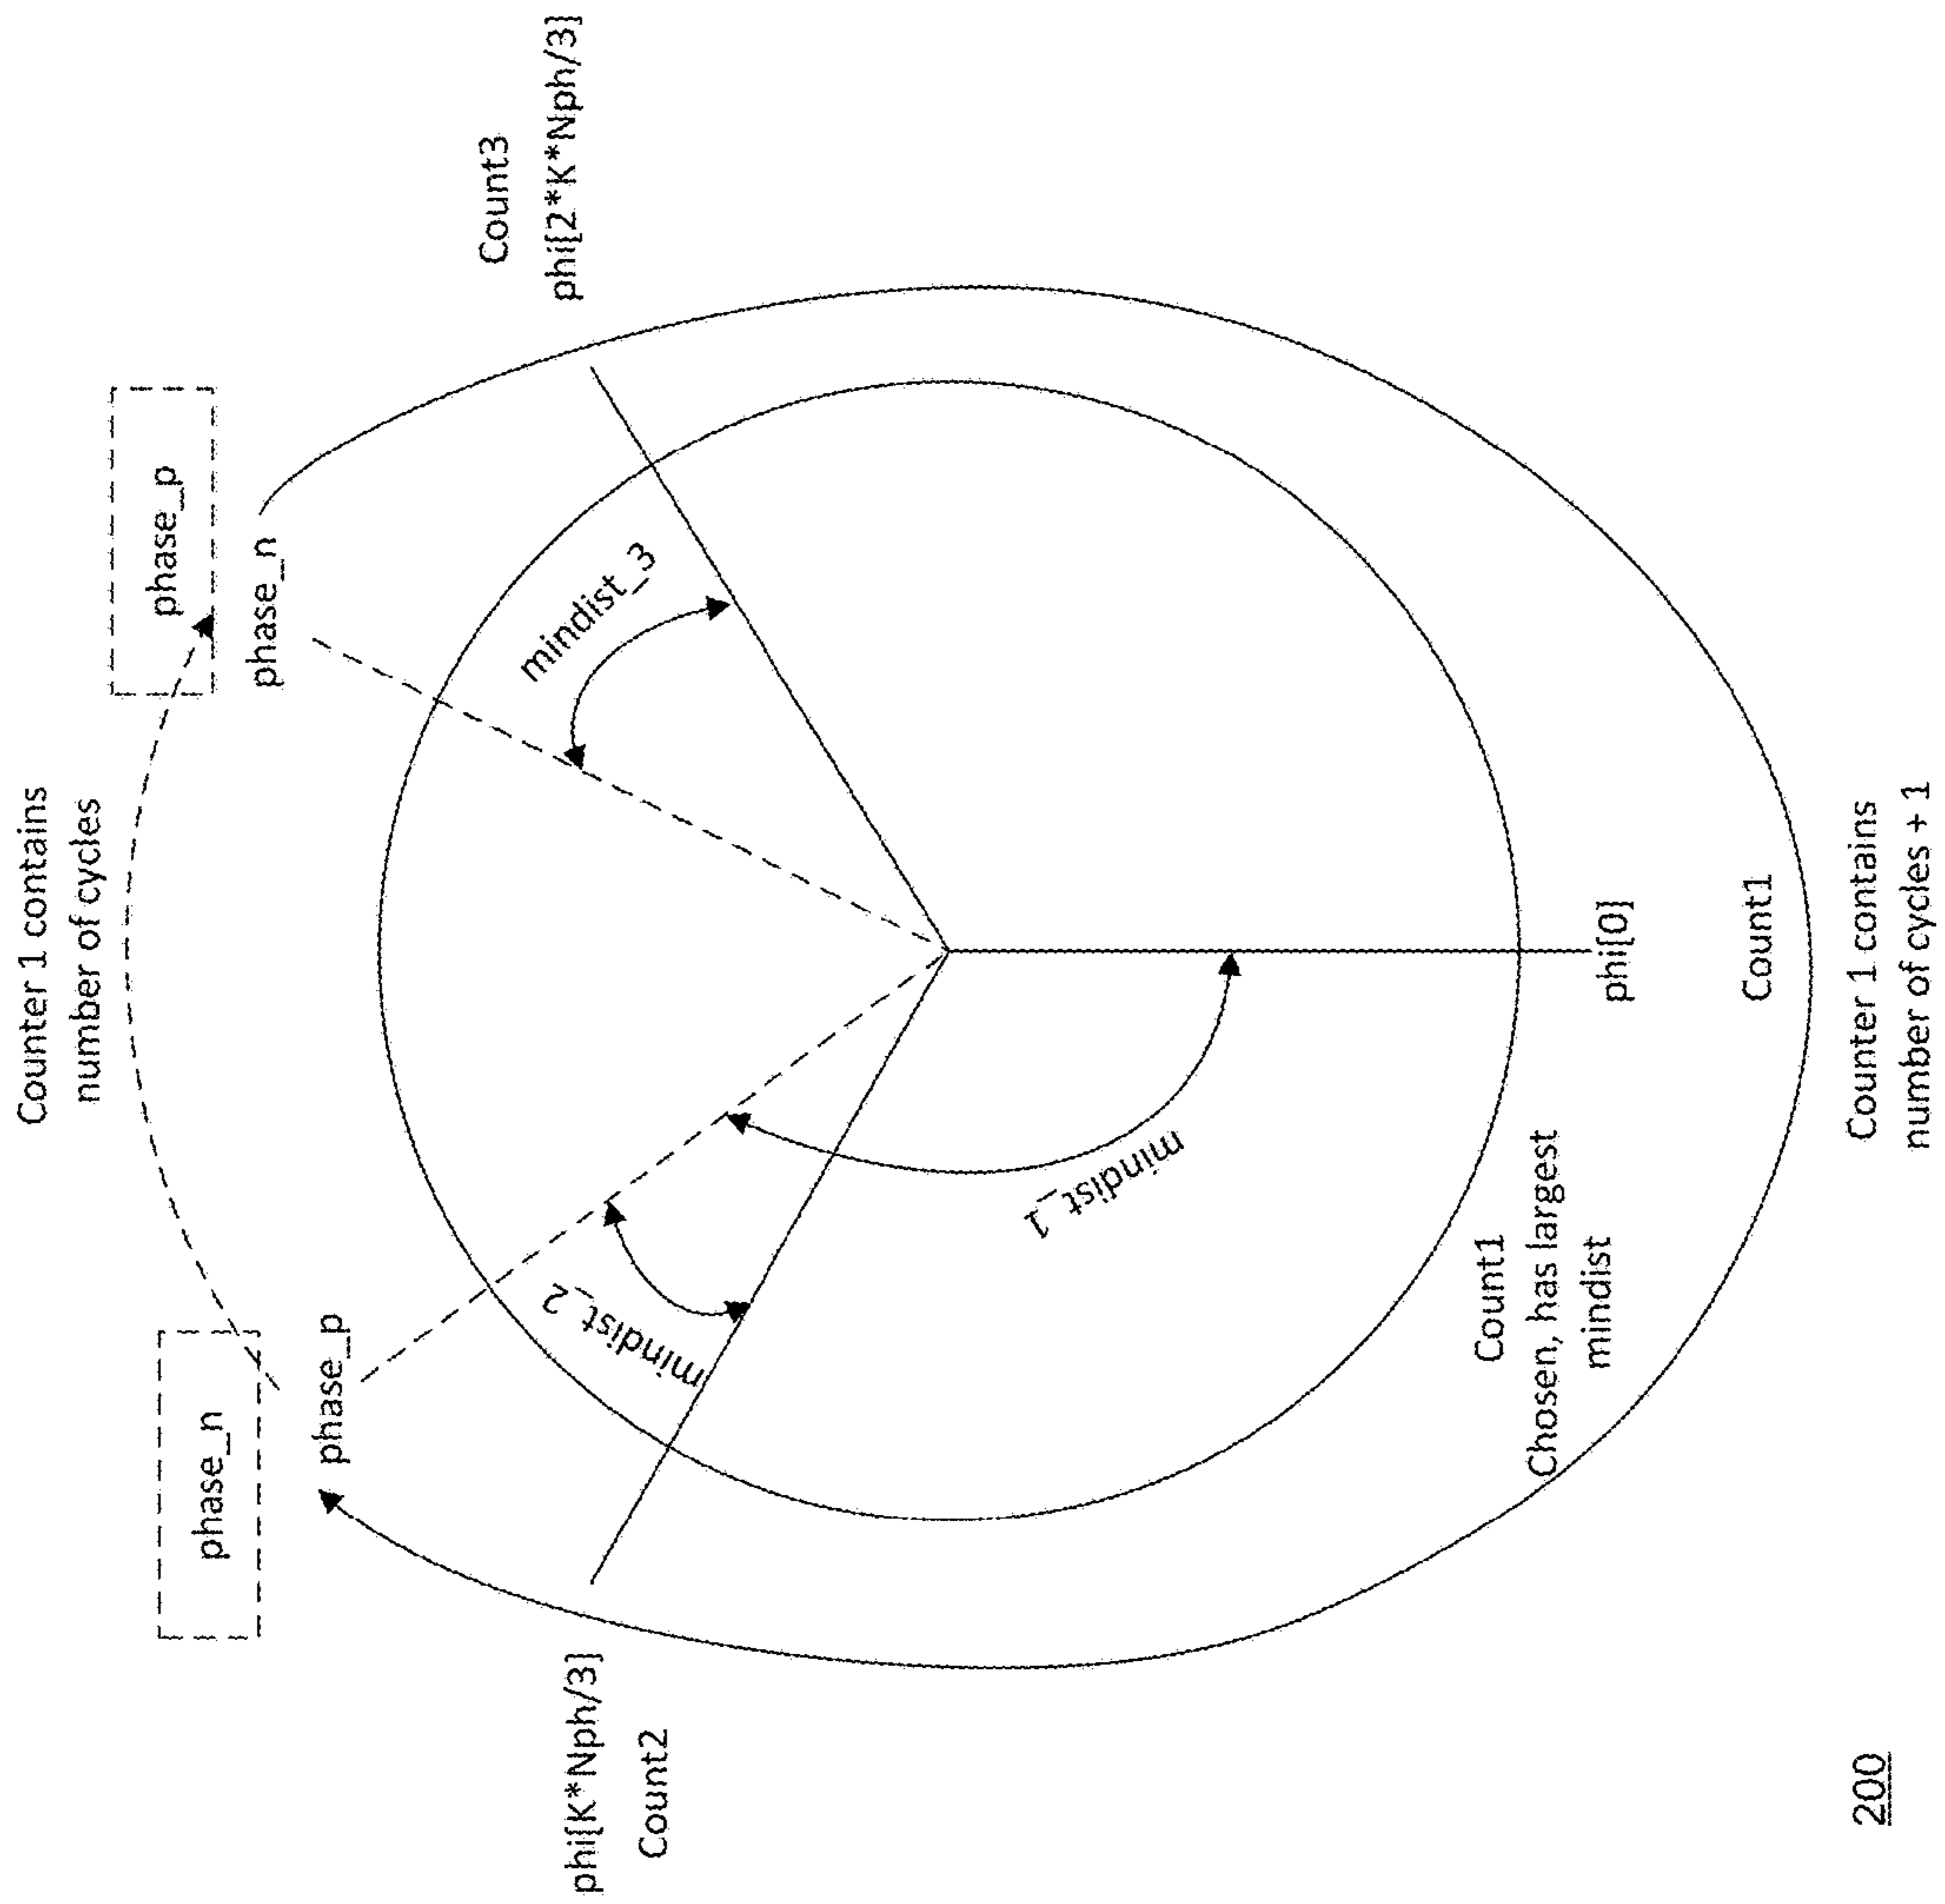 Counter 1 contains
number of cycles
phase_n
phase_p
phase_p
phase_n
phi[K*Nph/3]
Count2
Count3
phi[2*K*Nph/3]
mindist_2
mindist_1
mindist_3
phi[0]
Count1
Chosen, has largest
mindist
Count1
Counter 1 contains
number of cycles + 1
200